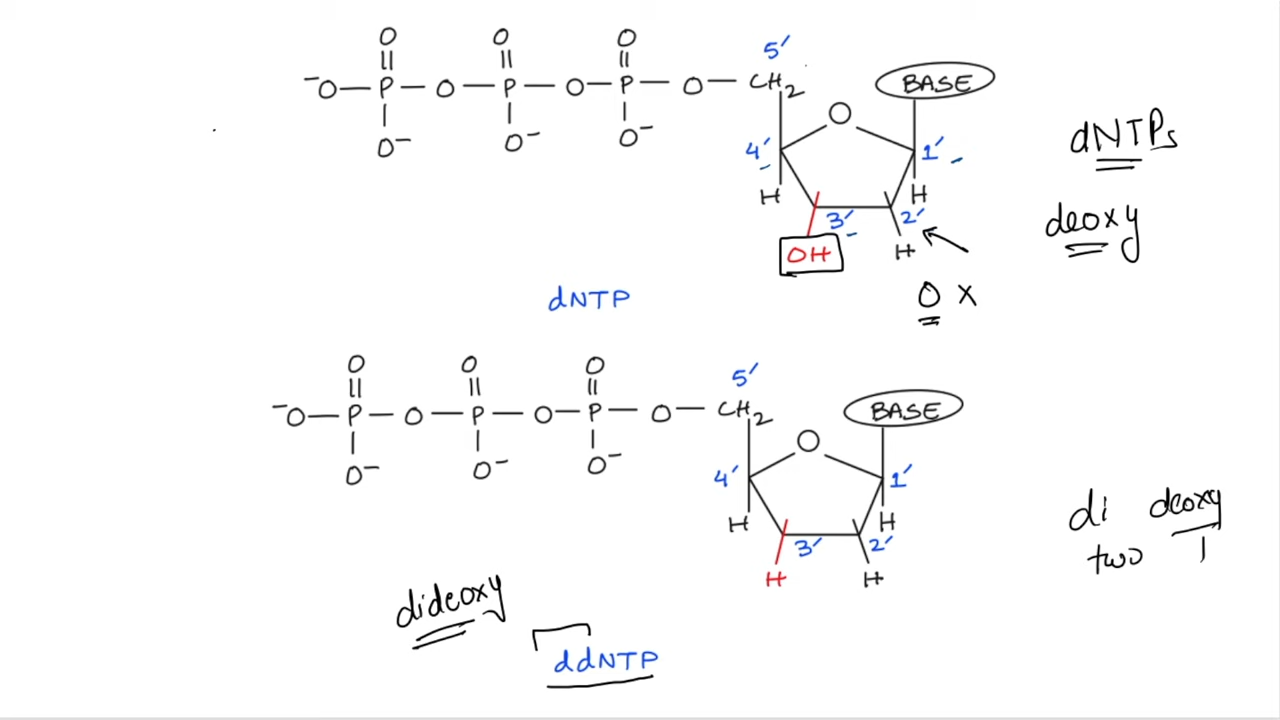 O O O 5′
⁻O—P—O—P—O—P—O—CH₂ BASE
O⁻ O⁻ O⁻ O
4′ 1′
H H
3′ 2′
OH H
dNTPs
deoxy
O X
dNTP
O O O 5′
⁻O—P—O—P—O—P—O—CH₂ BASE
O⁻ O⁻ O⁻ O
4′ 1′
H H
3′ 2′
H H
di deoxy
two
dideoxy
ddNTP